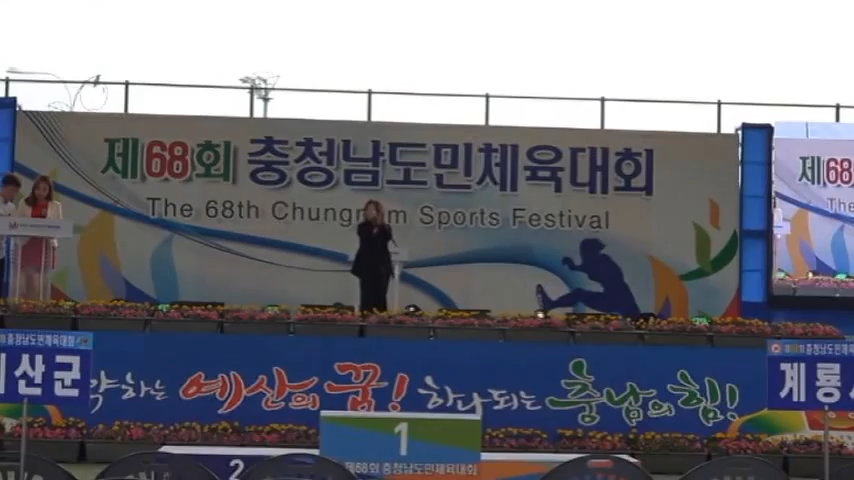 제68회 충청남도민체육대회
The 68th Chungnam Sports Festival
제68
The
산군
계룡
하는 예산의 꿈! 하나되는 충남의 힘!
1
제68회 충청남도민체육대회
2